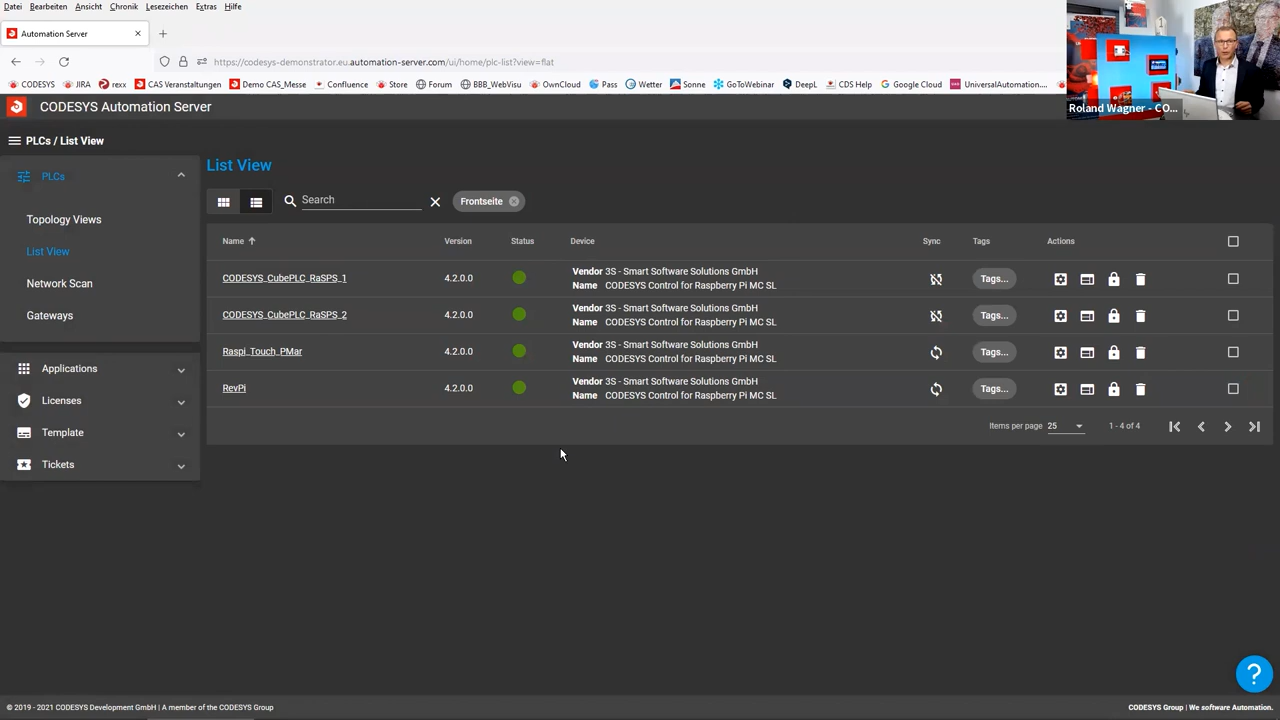 Datei Bearbeiten Ansicht Chronik Lesezeichen Extras Hilfe
Automation Server
https://codesys-demonstrator.eu.automation-server.com/ui/home/plc-list?view=flat
CODESYS JIRA rexx CAS Veranstaltungen Demo CAS_Messe Confluence Store Forum BBB_WebVisu OwnCloud Pass Wetter Sonne GoToWebinar DeepL CDS Help Google Cloud UniversalAutomation....
Roland Wagner - CO...
CODESYS Automation Server
PLCs / List View
PLCs
Topology Views
List View
Network Scan
Gateways
Applications
Licenses
Template
Tickets
List View
Search Frontseite
Name Version Status Device Sync Tags Actions
CODESYS_CubePLC_RaSPS_1 4.2.0.0 Vendor 3S - Smart Software Solutions GmbH Tags...
Name CODESYS Control for Raspberry Pi MC SL
CODESYS_CubePLC_RaSPS_2 4.2.0.0 Vendor 3S - Smart Software Solutions GmbH Tags...
Name CODESYS Control for Raspberry Pi MC SL
Raspi_Touch_PMar 4.2.0.0 Vendor 3S - Smart Software Solutions GmbH Tags...
Name CODESYS Control for Raspberry Pi MC SL
RevPi 4.2.0.0 Vendor 3S - Smart Software Solutions GmbH Tags...
Name CODESYS Control for Raspberry Pi MC SL
Items per page 25 1 - 4 of 4
?
© 2019 - 2021 CODESYS Development GmbH | A member of the CODESYS Group
CODESYS Group | We software Automation.